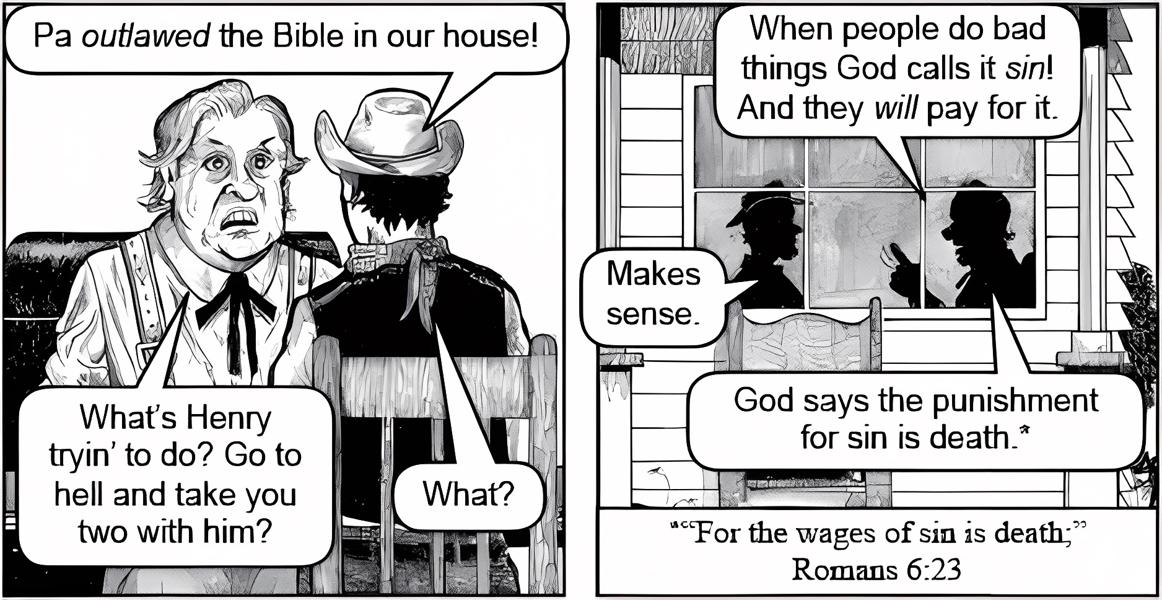 Pa outlawed the Bible in our house!
What's Henry
tryin' to do? Go to
hell and take you
two with him?
What?
When people do bad
things God calls it sin!
And they will pay for it.
Makes
sense.
God says the punishment
for sin is death.*
"“For the wages of sin is death;”
Romans 6:23